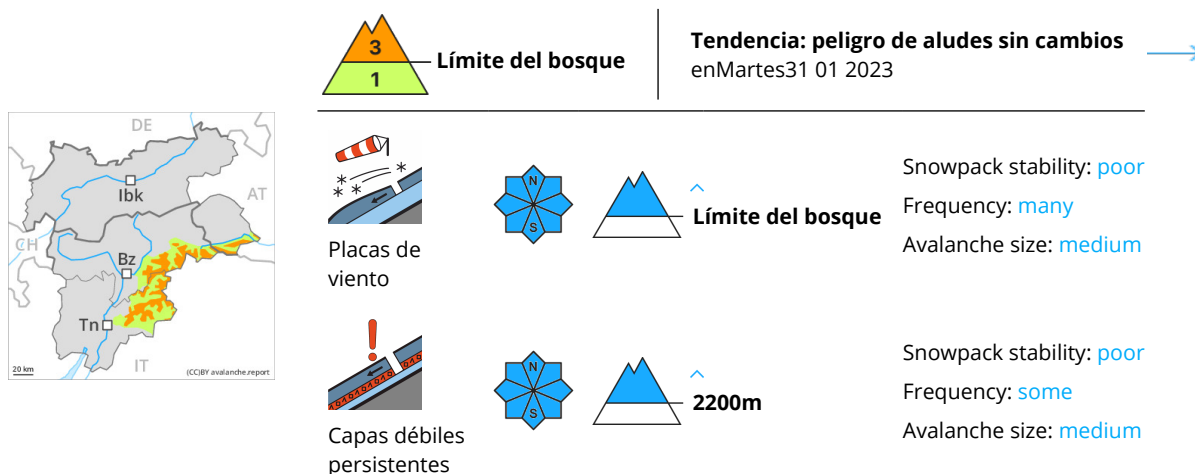 3
1
Límite del bosque
Tendencia: peligro de aludes sin cambios
enMartes31 01 2023
DE
AT
CH
IT
Ibk
Bz
Tn
20 km
(CC)BY avalanche.report
Placas de
viento
N
S
Límite del bosque
Snowpack stability: poor
Frequency: many
Avalanche size: medium
Capas débiles
persistentes
N
S
2200m
Snowpack stability: poor
Frequency: some
Avalanche size: medium